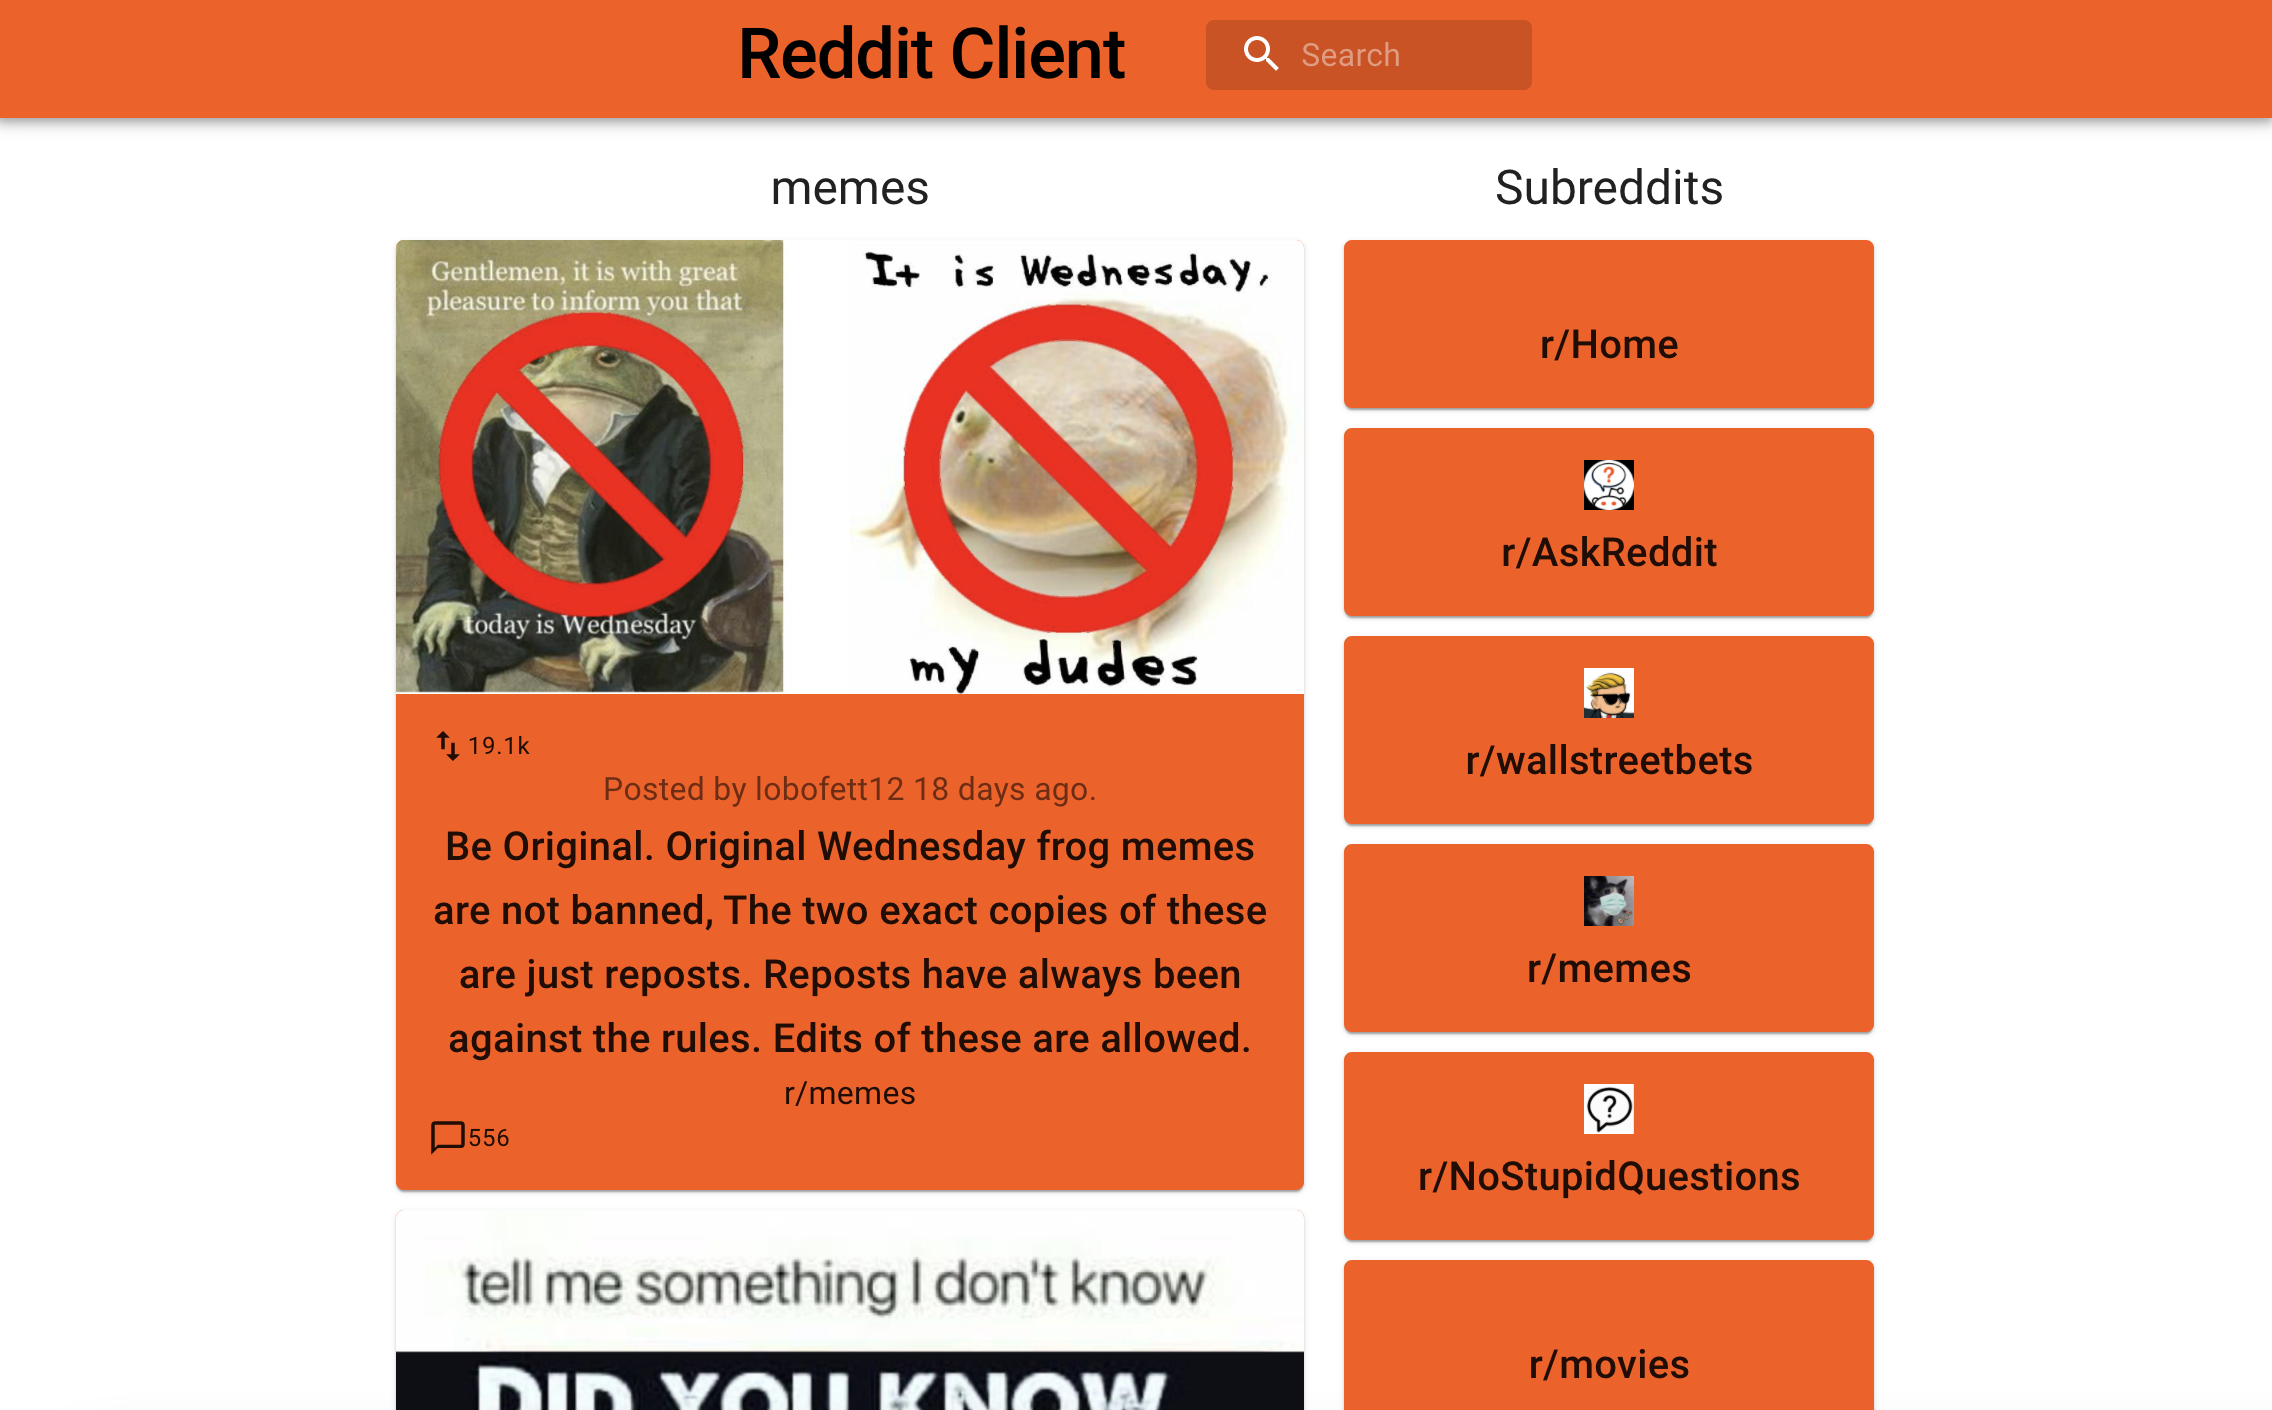 Reddit Client
Search
memes
Gentlemen, it is with great
pleasure to inform you that
today is Wednesday
It is Wednesday,
my dudes
19.1k
Posted by lobofett12 18 days ago.
Be Original. Original Wednesday frog memes
are not banned, The two exact copies of these
are just reposts. Reposts have always been
against the rules. Edits of these are allowed.
r/memes
556
tell me something I don't know
DID YOU KNOW
Subreddits
r/Home
r/AskReddit
r/wallstreetbets
r/memes
r/NoStupidQuestions
r/movies